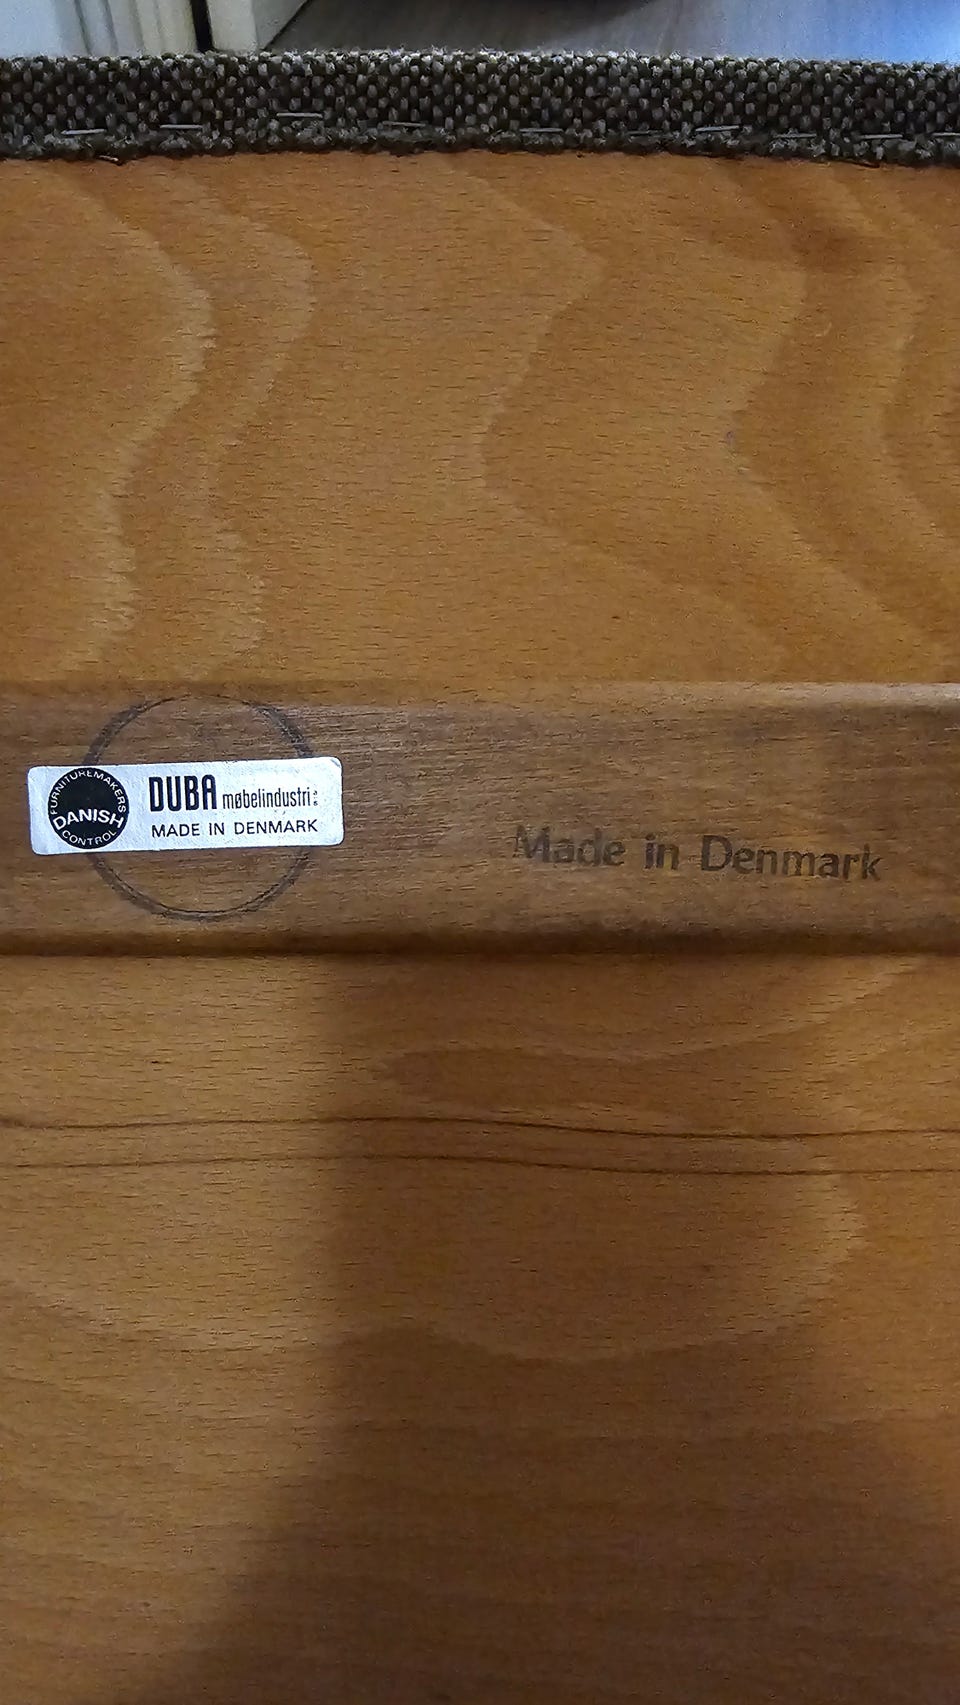 FURNITUREMAKERS
DANISH
CONTROL
DUBA møbelindustri
MADE IN DENMARK
Made in Denmark